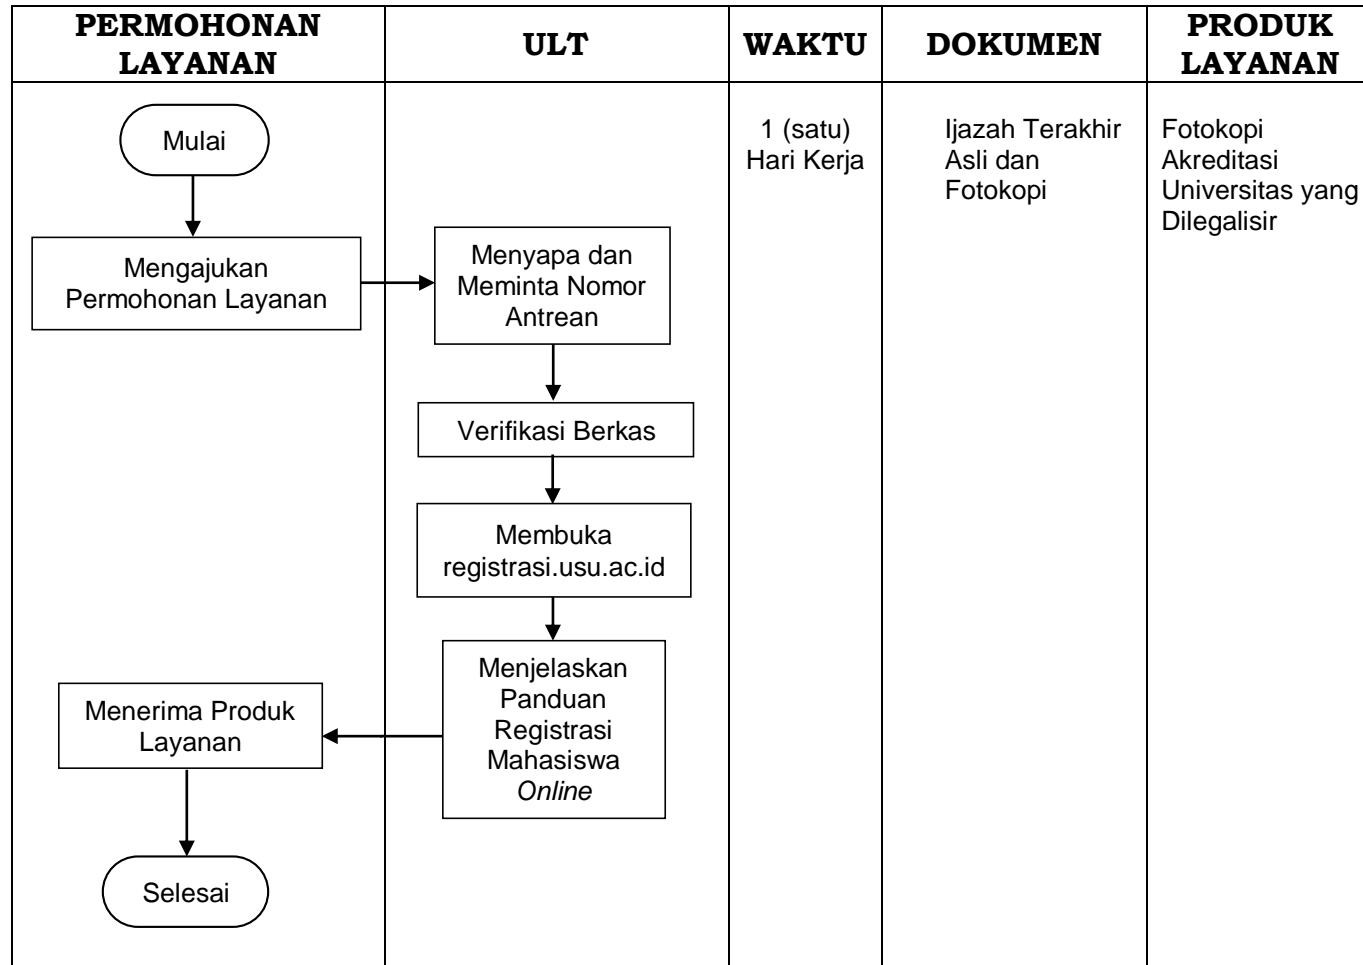 PERMOHONAN
LAYANAN
ULT
WAKTU
DOKUMEN
PRODUK
LAYANAN
Mulai
1 (satu)
Hari Kerja
Ijazah Terakhir
Asli dan
Fotokopi
Fotokopi
Akreditasi
Universitas yang
Dilegalisir
Mengajukan
Permohonan Layanan
Menyapa dan
Meminta Nomor
Antrean
Verifikasi Berkas
Membuka
registrasi.usu.ac.id
Menjelaskan
Panduan
Registrasi
Mahasiswa
Online
Menerima Produk
Layanan
Selesai